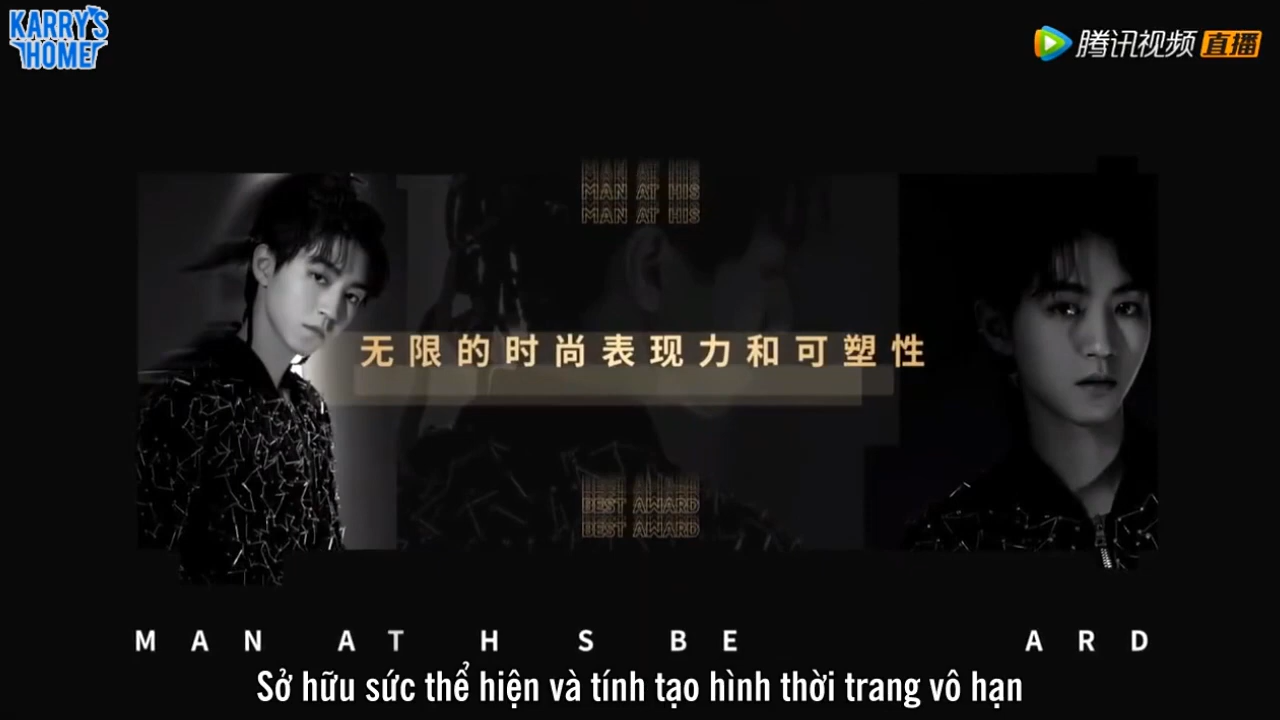 KARRY'S
HOME
腾讯视频 直播
MAN AT HIS
MAN AT HIS
MAN AT HIS
无限的时尚表现力和可塑性
BEST AWARD
BEST AWARD
MAN AT H S BE ARD
Sở hữu sức thể hiện và tính tạo hình thời trang vô hạn